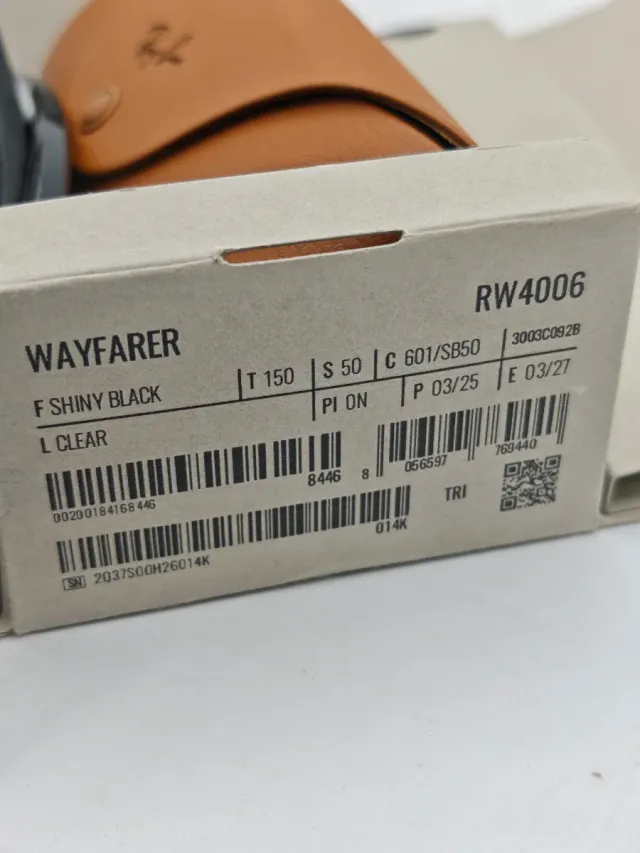 RW4006
WAYFARER
F SHINY BLACK
T 150
S 50
C 601/SB50
3003C092B
L CLEAR
PI ON
P 03/25
E 03/27
8446
00200184168446
8 056597 769440
TRI
014K
SN 2Q37S00H26014K